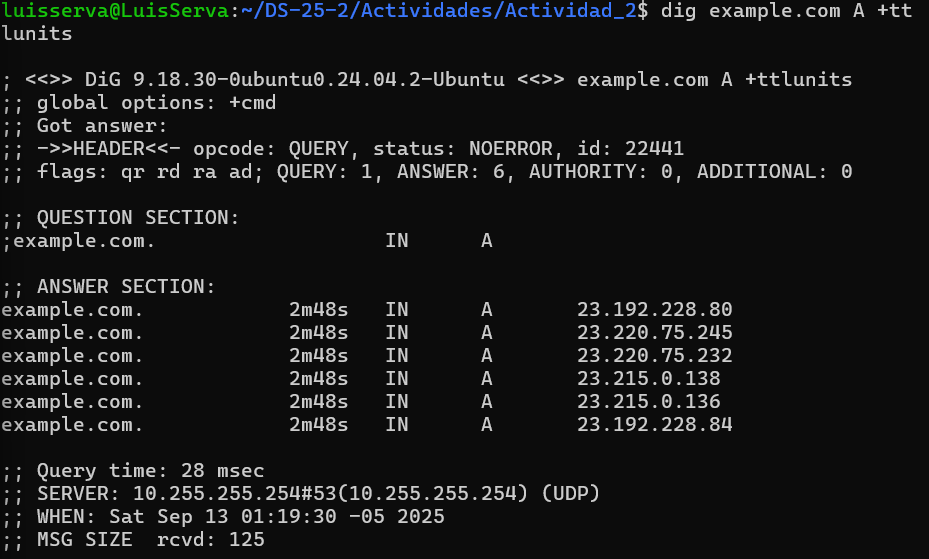 luisserva@LuisServa:~/DS-25-2/Actividades/Actividad_2$ dig example.com A +tt
lunits

; <<>> DiG 9.18.30-0ubuntu0.24.04.2-Ubuntu <<>> example.com A +ttlunits
;; global options: +cmd
;; Got answer:
;; ->>HEADER<<- opcode: QUERY, status: NOERROR, id: 22441
;; flags: qr rd ra ad; QUERY: 1, ANSWER: 6, AUTHORITY: 0, ADDITIONAL: 0

;; QUESTION SECTION:
;example.com.                   IN      A

;; ANSWER SECTION:
example.com.            2m48s   IN      A       23.192.228.80
example.com.            2m48s   IN      A       23.220.75.245
example.com.            2m48s   IN      A       23.220.75.232
example.com.            2m48s   IN      A       23.215.0.138
example.com.            2m48s   IN      A       23.215.0.136
example.com.            2m48s   IN      A       23.192.228.84

;; Query time: 28 msec
;; SERVER: 10.255.255.254#53(10.255.255.254) (UDP)
;; WHEN: Sat Sep 13 01:19:30 -05 2025
;; MSG SIZE  rcvd: 125